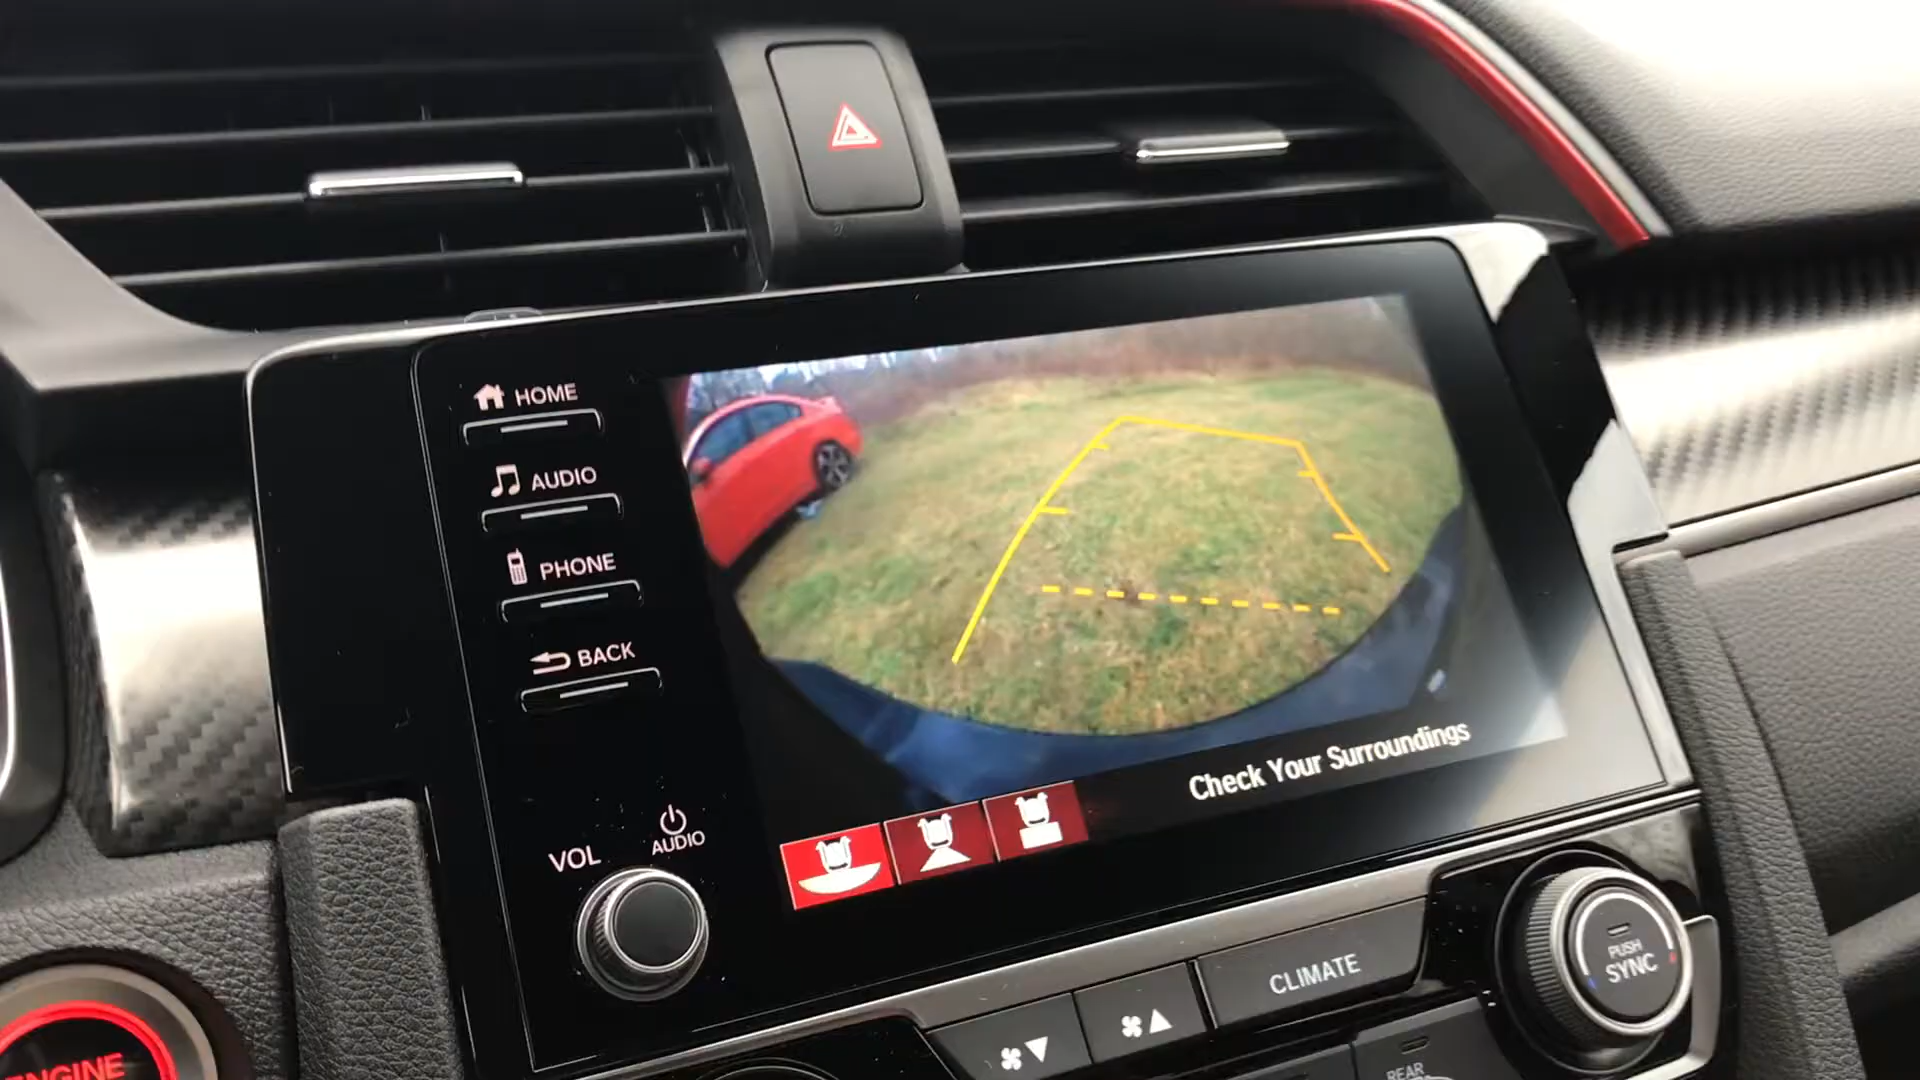 HOME
AUDIO
PHONE
BACK
VOL
AUDIO
Check Your Surroundings
CLIMATE
PUSH
SYNC
REAR
ENGINE